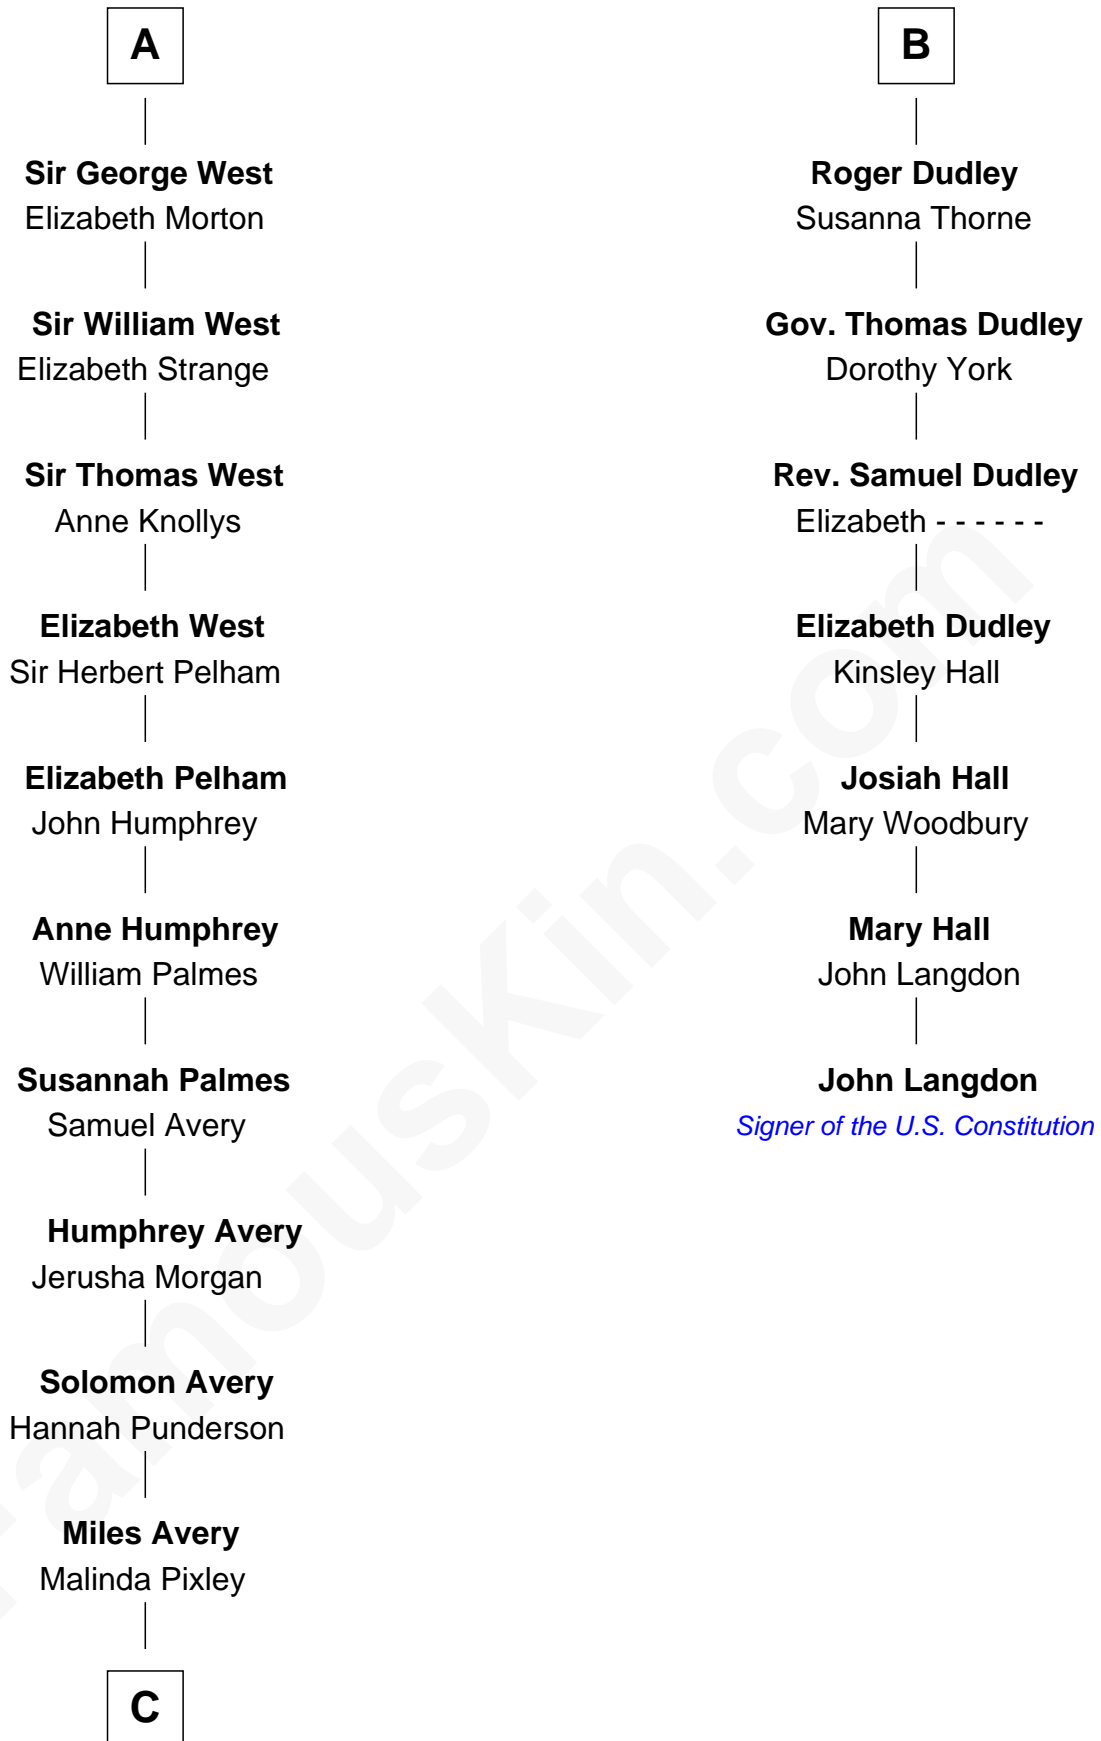 A
Sir George West
Elizabeth Morton
Sir William West
Elizabeth Strange
Sir Thomas West
Anne Knollys
Elizabeth West
Sir Herbert Pelham
Elizabeth Pelham
John Humphrey
Anne Humphrey
William Palmes
Susannah Palmes
Samuel Avery
Humphrey Avery
Jerusha Morgan
Solomon Avery
Hannah Punderson
Miles Avery
Malinda Pixley
C
B
Roger Dudley
Susanna Thorne
Gov. Thomas Dudley
Dorothy York
Rev. Samuel Dudley
Elizabeth - - - - - -
Elizabeth Dudley
Kinsley Hall
Josiah Hall
Mary Woodbury
Mary Hall
John Langdon
John Langdon
Signer of the U.S. Constitution
FamousKin.com